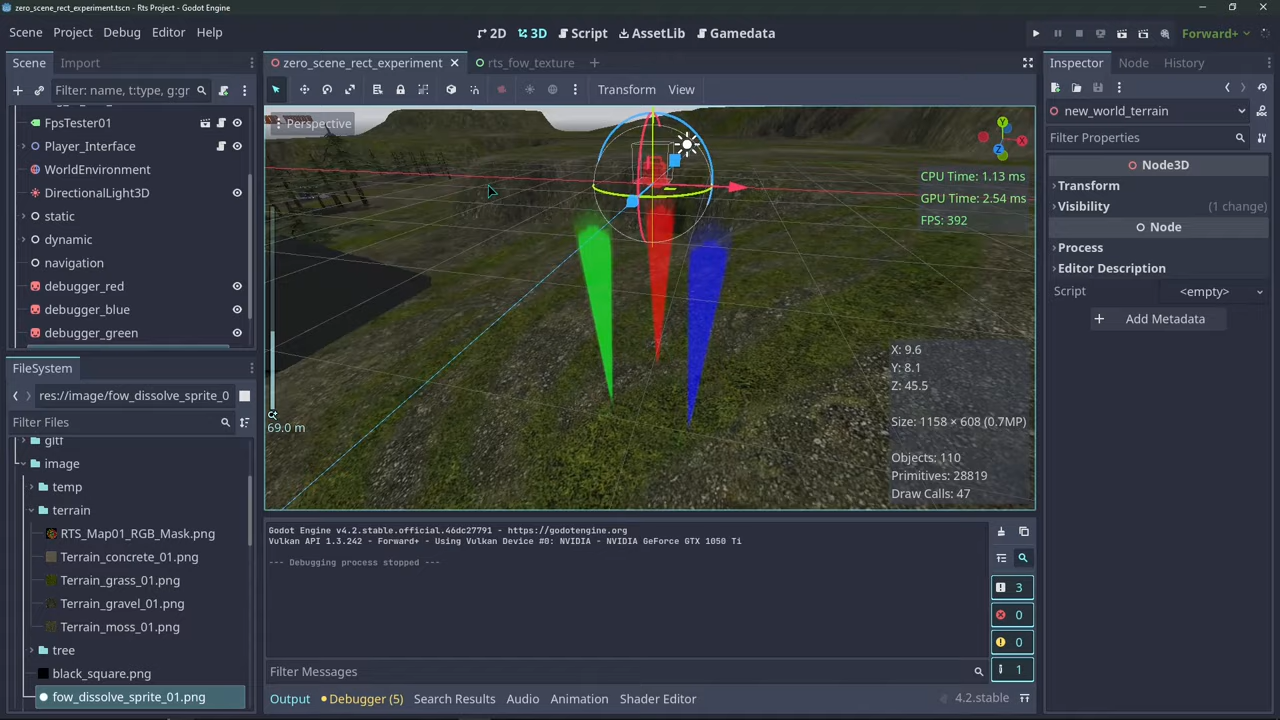 zero_scene_rect_experiment.tscn - Rts Project - Godot Engine
Scene Project Debug Editor Help
2D 3D Script AssetLib Gamedata
Forward+
Scene Import
zero_scene_rect_experiment
rts_fow_texture
Inspector Node History
Filter: name, t:type, g:gr
Transform View
Perspective
FpsTester01
Player_Interface
WorldEnvironment
DirectionalLight3D
static
dynamic
navigation
debugger_red
debugger_blue
debugger_green
CPU Time: 1.13 ms
GPU Time: 2.54 ms
FPS: 392
X: 9.6
Y: 8.1
Z: 45.5
Size: 1158 × 608 (0.7MP)
Objects: 110
Primitives: 28819
Draw Calls: 47
69.0 m
new_world_terrain
Filter Properties
Node3D
Transform
Visibility (1 change)
Node
Process
Editor Description
Script <empty>
Add Metadata
FileSystem
res://image/fow_dissolve_sprite_0
Filter Files
gltf
image
temp
terrain
RTS_Map01_RGB_Mask.png
Terrain_concrete_01.png
Terrain_grass_01.png
Terrain_gravel_01.png
Terrain_moss_01.png
tree
black_square.png
fow_dissolve_sprite_01.png
Godot Engine v4.2.stable.official.46dc27791 - https://godotengine.org
Vulkan API 1.3.242 - Forward+ - Using Vulkan Device #0: NVIDIA - NVIDIA GeForce GTX 1050 Ti
--- Debugging process stopped ---
3
0
0
1
Filter Messages
Output Debugger (5) Search Results Audio Animation Shader Editor
4.2.stable